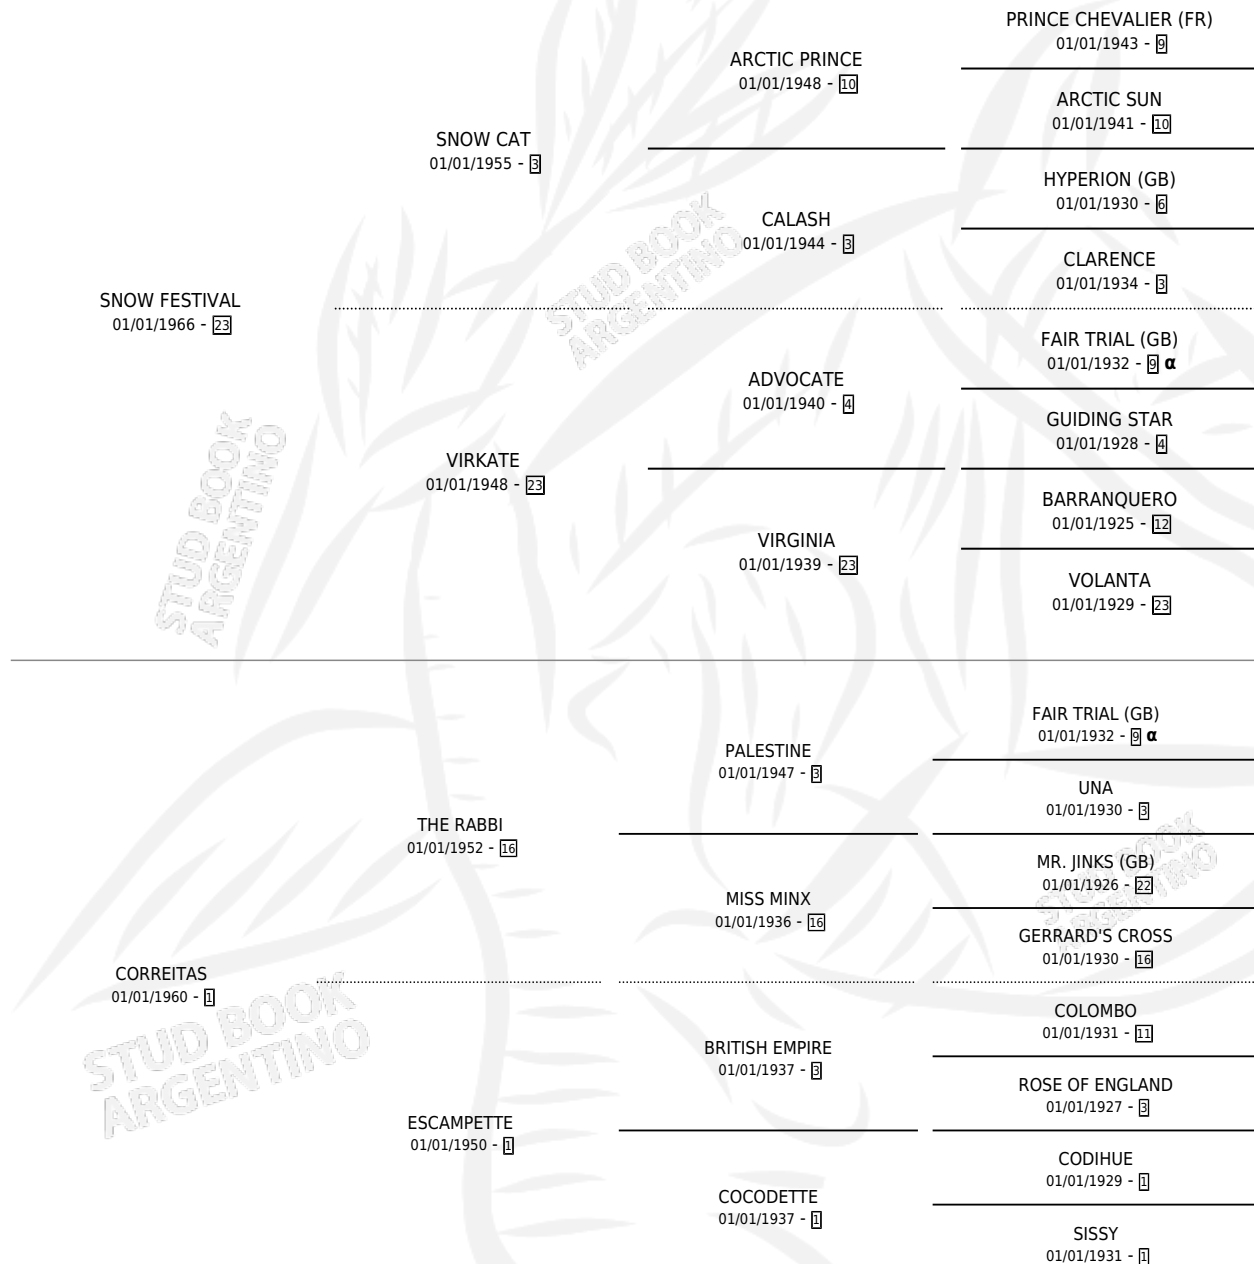 PRINCE CHEVALIER (FR)
01/01/1943 - 9
ARCTIC PRINCE
01/01/1948 - 10
ARCTIC SUN
01/01/1941 - 10
SNOW CAT
01/01/1955 - 3
HYPERION (GB)
01/01/1930 - 6
CALASH
01/01/1944 - 3
CLARENCE
01/01/1934 - 3
SNOW FESTIVAL
01/01/1966 - 23
FAIR TRIAL (GB)
01/01/1932 - 9 α
ADVOCATE
01/01/1940 - 4
GUIDING STAR
01/01/1928 - 4
VIRKATE
01/01/1948 - 23
BARRANQUERO
01/01/1925 - 12
VIRGINIA
01/01/1939 - 23
VOLANTA
01/01/1929 - 23
FAIR TRIAL (GB)
01/01/1932 - 9 α
PALESTINE
01/01/1947 - 3
UNA
01/01/1930 - 3
THE RABBI
01/01/1952 - 16
MR. JINKS (GB)
01/01/1926 - 22
MISS MINX
01/01/1936 - 16
GERRARD'S CROSS
01/01/1930 - 16
CORREITAS
01/01/1960 - 1
COLOMBO
01/01/1931 - 11
BRITISH EMPIRE
01/01/1937 - 3
ROSE OF ENGLAND
01/01/1927 - 3
ESCAMPETTE
01/01/1950 - 1
CODIHUE
01/01/1929 - 1
COCODETTE
01/01/1937 - 1
SISSY
01/01/1931 - 1
STUD BOOK
ARGENTINO
STUD BOOK
ARGENTINO
STUD BOOK
ARGENTINO
STUD BOOK
ARGENTINO